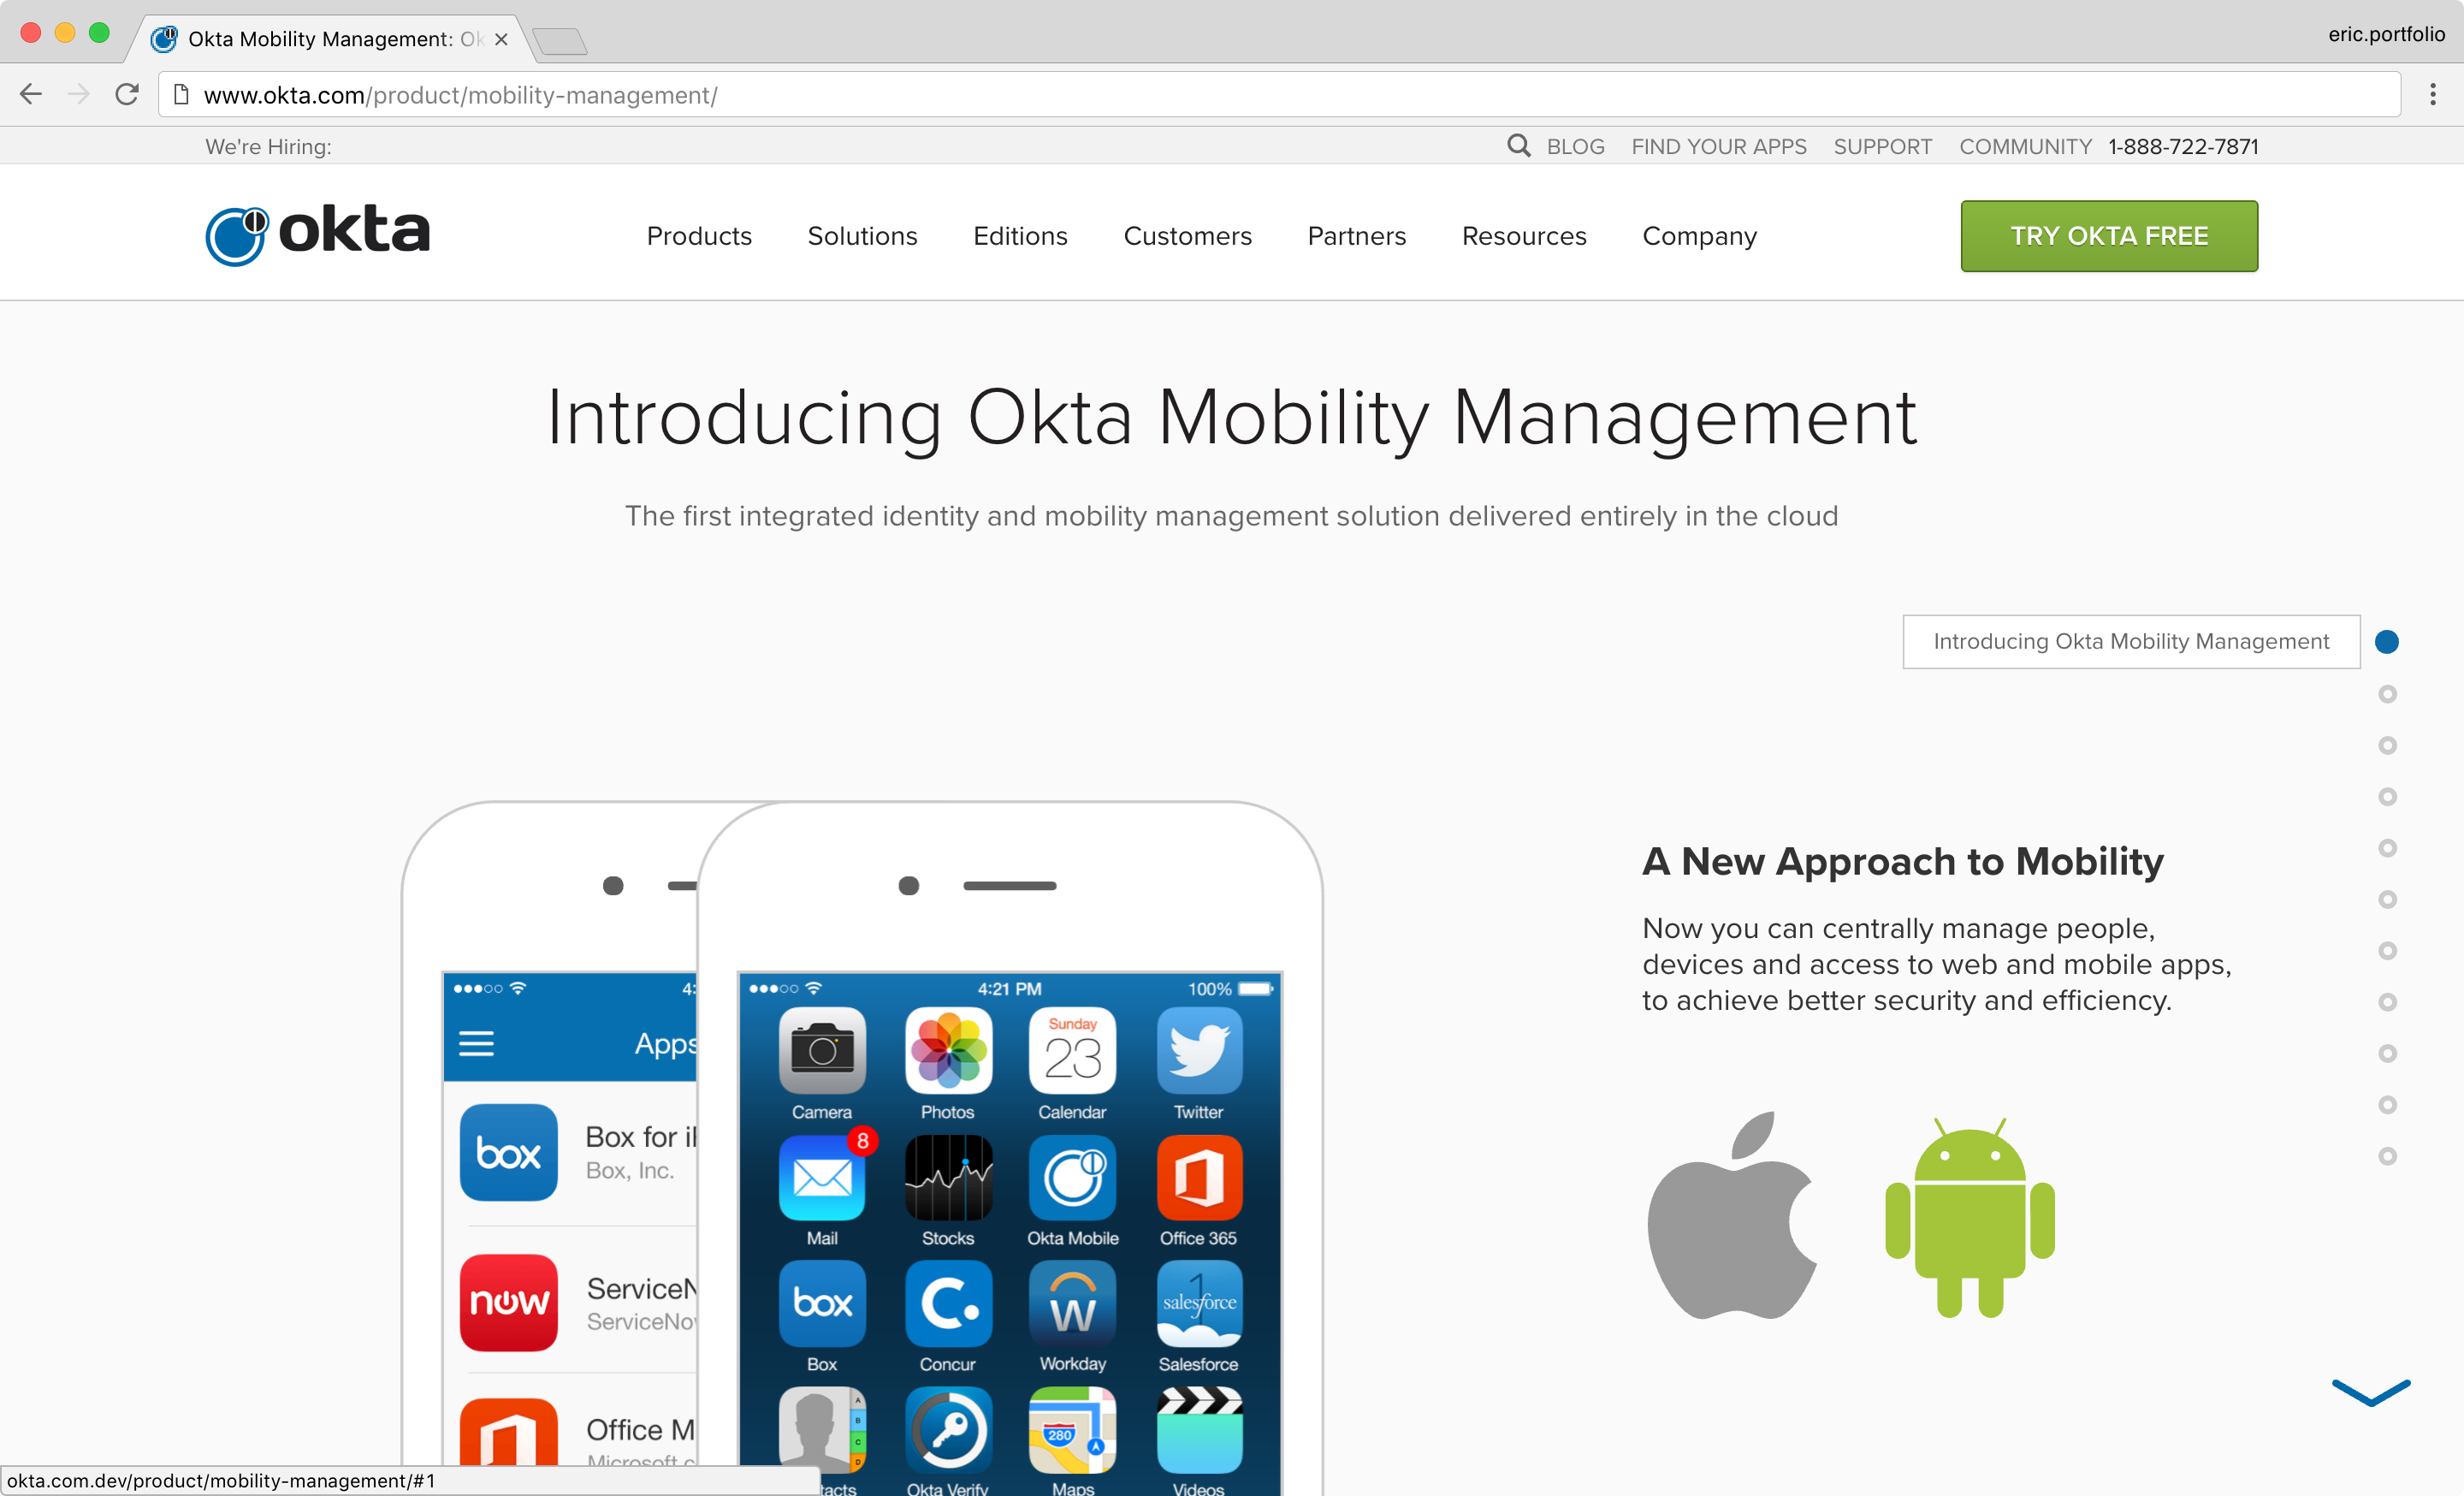 Okta Mobility Management: Ok
eric.portfolio
www.okta.com/product/mobility-management/
We're Hiring:
BLOG FIND YOUR APPS SUPPORT COMMUNITY 1-888-722-7871
okta
Products Solutions Editions Customers Partners Resources Company
TRY OKTA FREE
Introducing Okta Mobility Management
The first integrated identity and mobility management solution delivered entirely in the cloud
Introducing Okta Mobility Management
A New Approach to Mobility
Now you can centrally manage people,
devices and access to web and mobile apps,
to achieve better security and efficiency.
4:
Apps
box
Box for
Box, Inc.
now
ServiceN
ServiceNo
Office M
Microsoft c
4:21 PM 100%
Sunday
23
Camera Photos Calendar Twitter
8
Mail Stocks Okta Mobile Office 365
box
C.
W
1
salesforce
Box Concur Workday Salesforce
A
B
C
D
280
tacts Okta Verify Maps Videos
okta.com.dev/product/mobility-management/#1